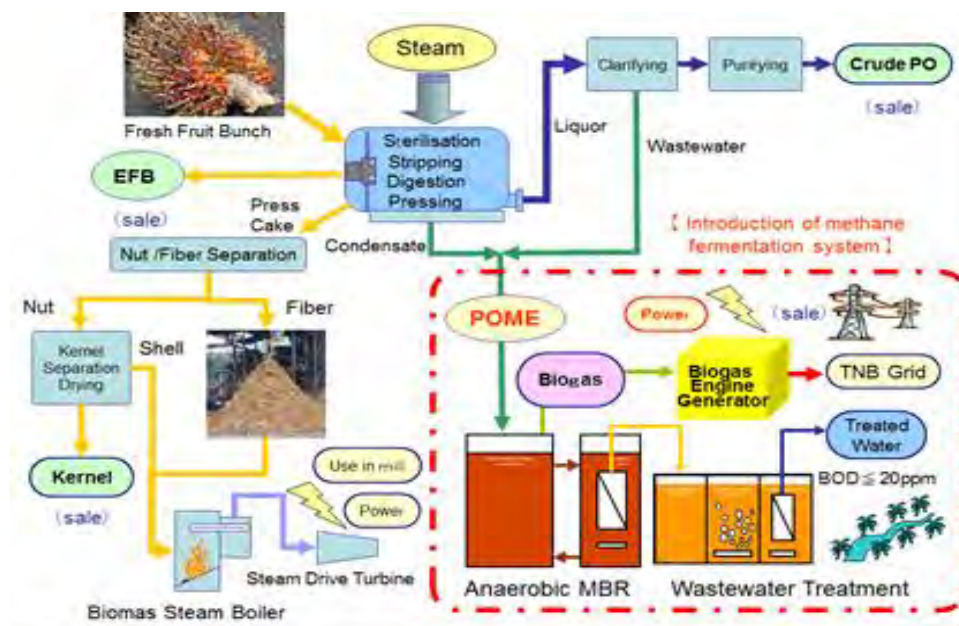 Steam
Fresh Fruit Bunch
Sterilisation
Stripping
Digestion
Pressing
Clarifying
Purifying
Crude PO
(sale)
Liquor
Wastewater
EFB
(sale)
Press
Cake
Condensate
【 Introduction of methane
fermentation system 】
Nut /Fiber Separation
Nut
Fiber
Kernel
Separation
Drying
Shell
Kernel
(sale)
Use in mill
Power
Steam Drive Turbine
Biomas Steam Boiler
POME
Power
(sale)
Biogas
Biogas
Engine
Generator
TNB Grid
Treated
Water
BOD ≦ 20ppm
Anaerobic MBR
Wastewater Treatment